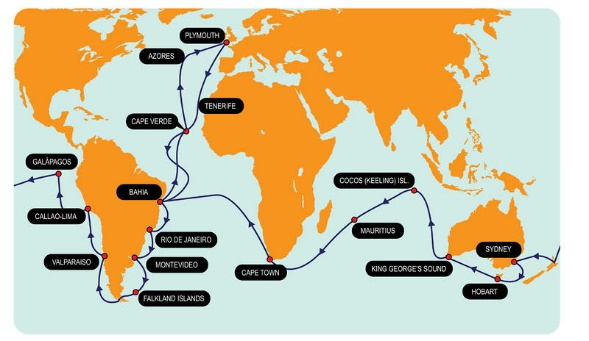 PLYMOUTH
AZORES
TENERIFE
CAPE VERDE
GALÁPAGOS
COCOS (KEELING) ISL.
BAHIA
CALLAO-LIMA
MAURITIUS
RIO DE JANEIRO
SYDNEY
VALPARAISO
MONTEVIDEO
CAPE TOWN
KING GEORGE'S SOUND
HOBART
FALKLAND ISLANDS